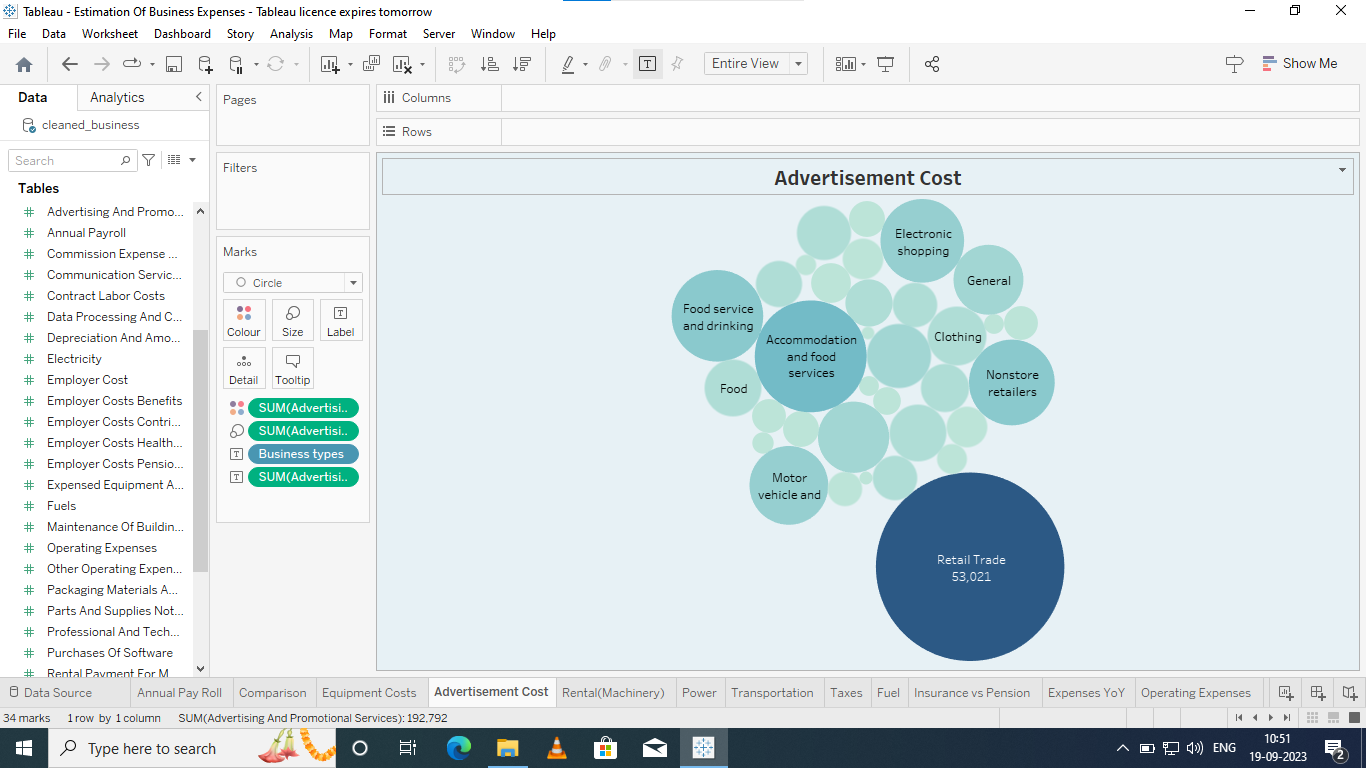 Tableau - Estimation Of Business Expenses - Tableau licence expires tomorrow
File Data Worksheet Dashboard Story Analysis Map Format Server Window Help
Entire View
Show Me
Data Analytics
cleaned_business
Search
Tables
Advertising And Promo...
Annual Payroll
Commission Expense ...
Communication Servic...
Contract Labor Costs
Data Processing And C...
Depreciation And Amo...
Electricity
Employer Cost
Employer Costs Benefits
Employer Costs Contri...
Employer Costs Health...
Employer Costs Pensio...
Expensed Equipment A...
Fuels
Maintenance Of Buildin...
Operating Expenses
Other Operating Expen...
Packaging Materials A...
Parts And Supplies Not...
Professional And Tech...
Purchases Of Software
Rental Payment For M
Pages
Filters
Marks
Circle
Colour Size Label
Detail Tooltip
SUM(Advertisi..
SUM(Advertisi..
Business types
SUM(Advertisi..
Columns
Rows
Advertisement Cost
Electronic
shopping
General
Food service
and drinking
Accommodation
and food
services
Clothing
Food
Nonstore
retailers
Motor
vehicle and
Retail Trade
53,021
Data Source Annual Pay Roll Comparison Equipment Costs Advertisement Cost Rental(Machinery) Power Transportation Taxes Fuel Insurance vs Pension Expenses YoY Operating Expenses
34 marks 1 row by 1 column SUM(Advertising And Promotional Services): 192,792
Type here to search
ENG
10:51
19-09-2023
2